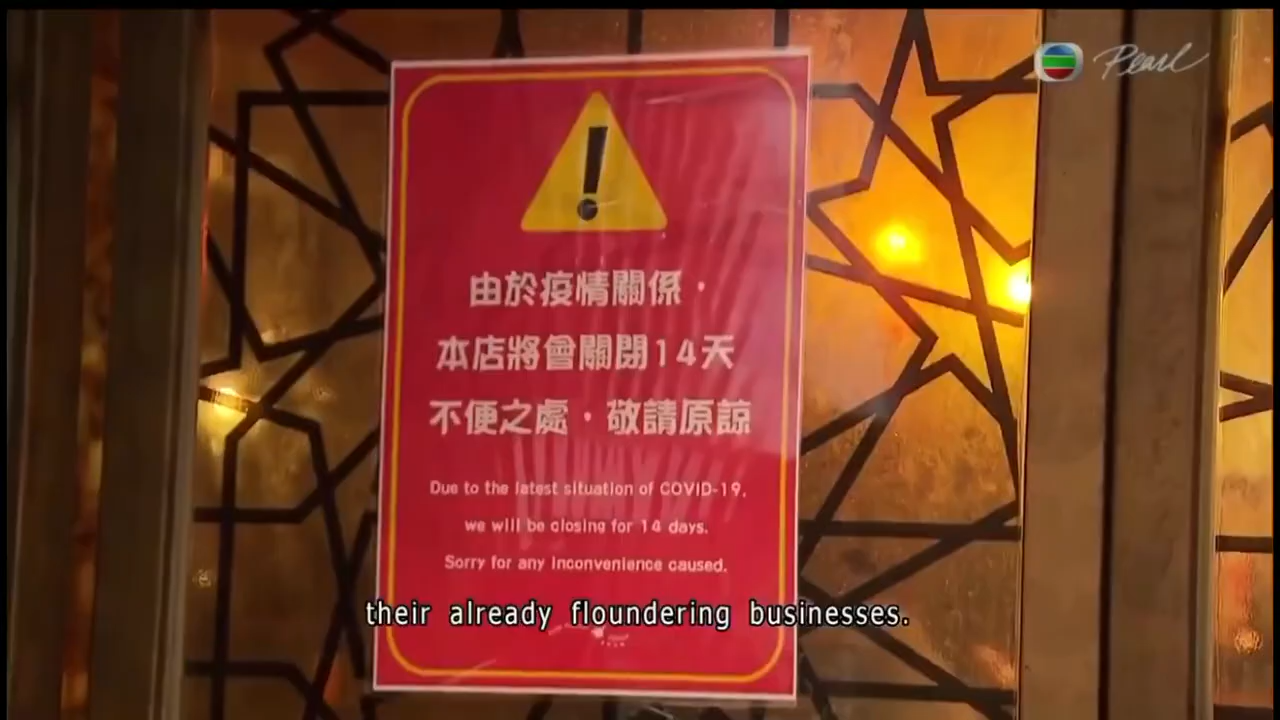 Pearl
由於疫情關係，
本店將會關閉14天
不便之處，敬請原諒
Due to the latest situation of COVID-19,
we will be closing for 14 days.
Sorry for any inconvenience caused.
their already floundering businesses.